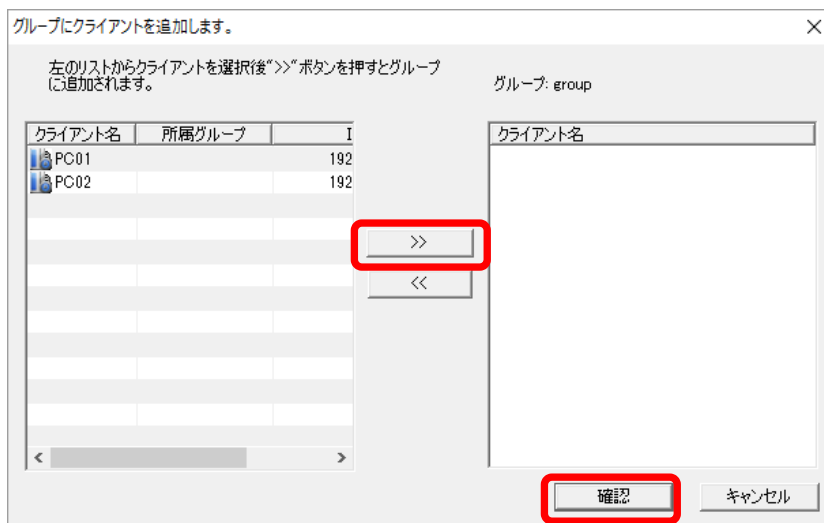 グループにクライアントを追加します。
左のリストからクライアントを選択後“>>”ボタンを押すとグループ
に追加されます。
グループ: group
クライアント名 所属グループ I
PC01 192
PC02 192
クライアント名
>>
<<
確認 キャンセル